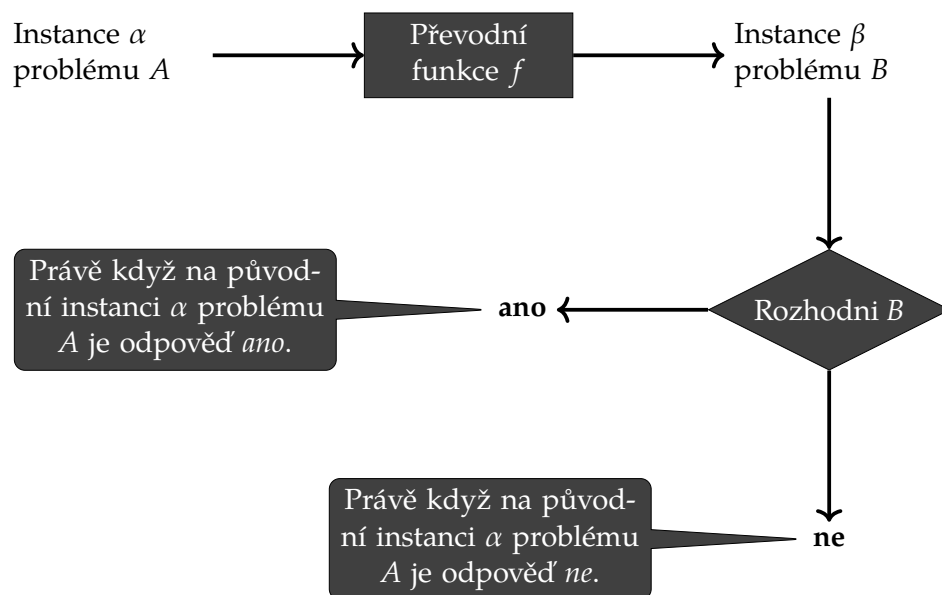 Instance α
problému A
Převodní
funkce f
Instance β
problému B
Právě když na původ-
ní instanci α problému
A je odpověď ano.
ano
Rozhodni B
Právě když na původ-
ní instanci α problému
A je odpověď ne.
ne